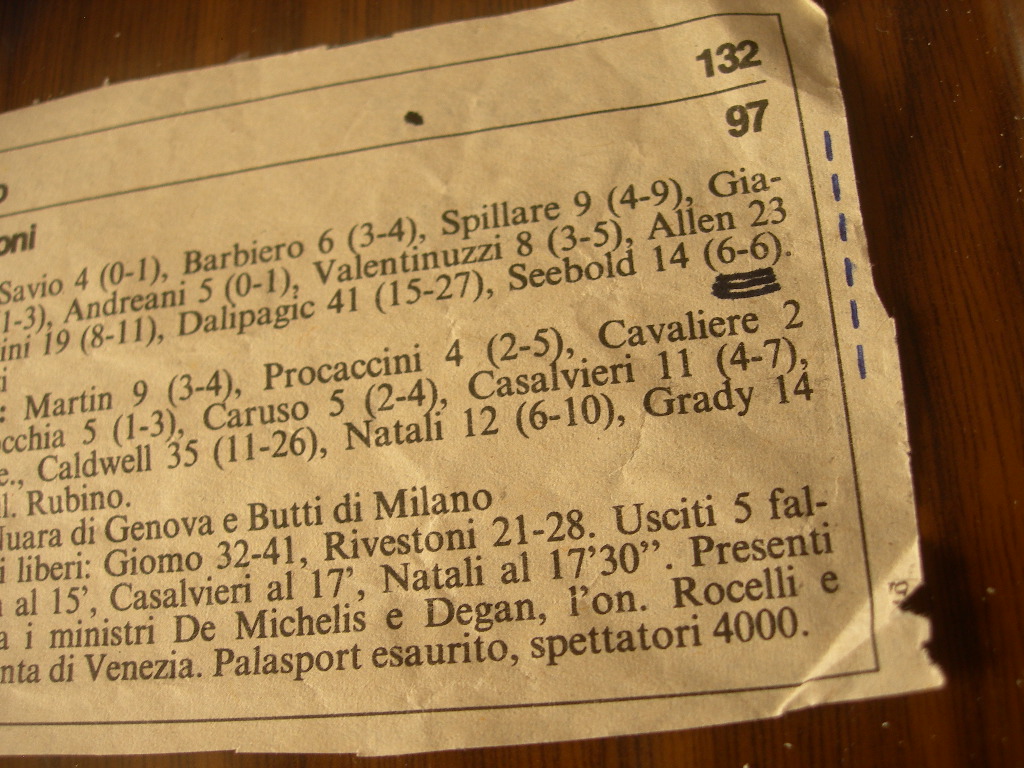 132
97
oni
Savio 4 (0-1), Barbiero 6 (3-4), Spillare 9 (4-9), Gia-
1-3), Andreani 5 (0-1), Valentinuzzi 8 (3-5), Allen 23
ini 19 (8-11), Dalipagic 41 (15-27), Seebold 14 (6-6).
i
: Martin 9 (3-4), Procaccini 4 (2-5), Cavaliere 2
cchia 5 (1-3), Caruso 5 (2-4), Casalvieri 11 (4-7),
e., Caldwell 35 (11-26), Natali 12 (6-10), Grady 14
l. Rubino.
Nuara di Genova e Butti di Milano
i liberi: Giomo 32-41, Rivestoni 21-28. Usciti 5 fal-
al 15', Casalvieri al 17', Natali al 17'30". Presenti
a i ministri De Michelis e Degan, l'on. Rocelli e
nta di Venezia. Palasport esaurito, spettatori 4000.